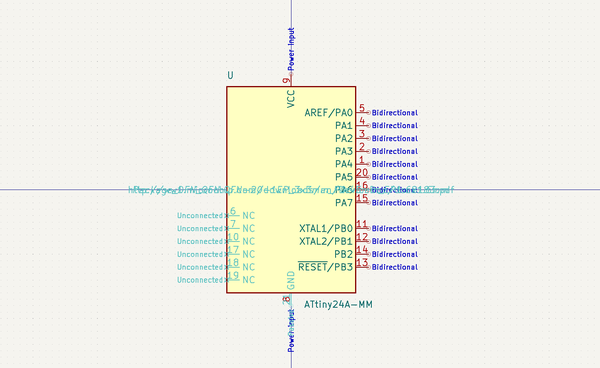 Power Input
U
9
VCC
AREF/PA0 5 Bidirectional
PA1 4 Bidirectional
PA2 3 Bidirectional
PA3 2 Bidirectional
PA4 1 Bidirectional
PA5 20 Bidirectional
16 Bidirectional
PA7 15 Bidirectional
Unconnected 6 NC
Unconnected 7 NC
XTAL1/PB0 11 Bidirectional
Unconnected 10 NC
XTAL2/PB1 12 Bidirectional
Unconnected 17 NC
PB2 14 Bidirectional
Unconnected 18 NC
RESET/PB3 13 Bidirectional
Unconnected 19 NC
GND
8
ATtiny24A-MM
Power Input